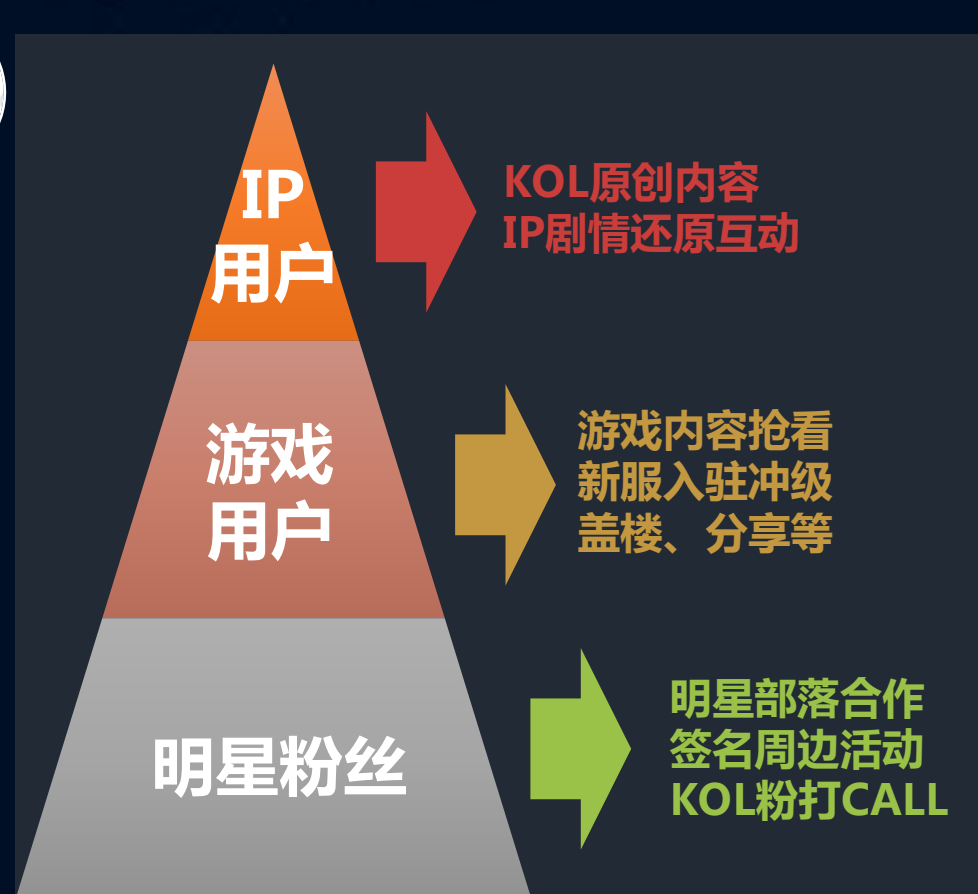 IP
用户
KOL原创内容
IP剧情还原互动
游戏
用户
游戏内容抢看
新服入驻冲级
盖楼、分享等
明星粉丝
明星部落合作
签名周边活动
KOL粉打CALL